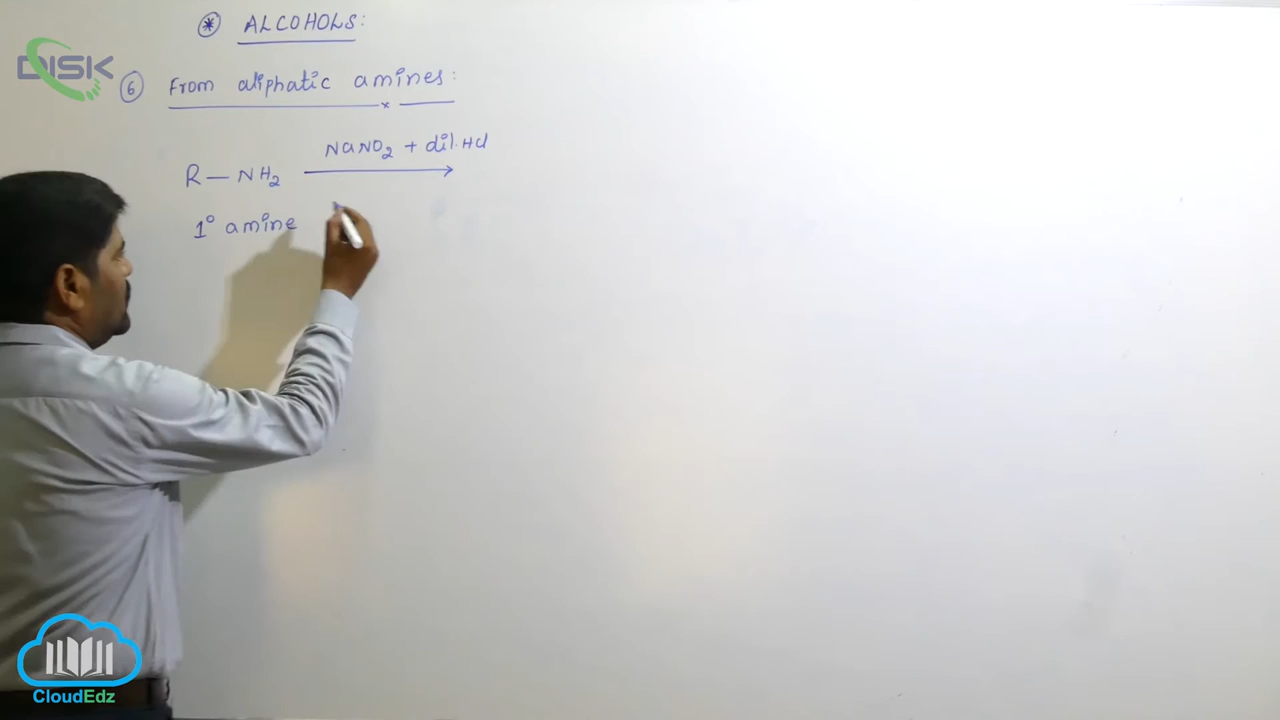 * ALCOHOLS:
DISK
6 From aliphatic amines:
NaNO₂ + dil. HCl
R — NH₂ ⟶
1° amine
CloudEdz